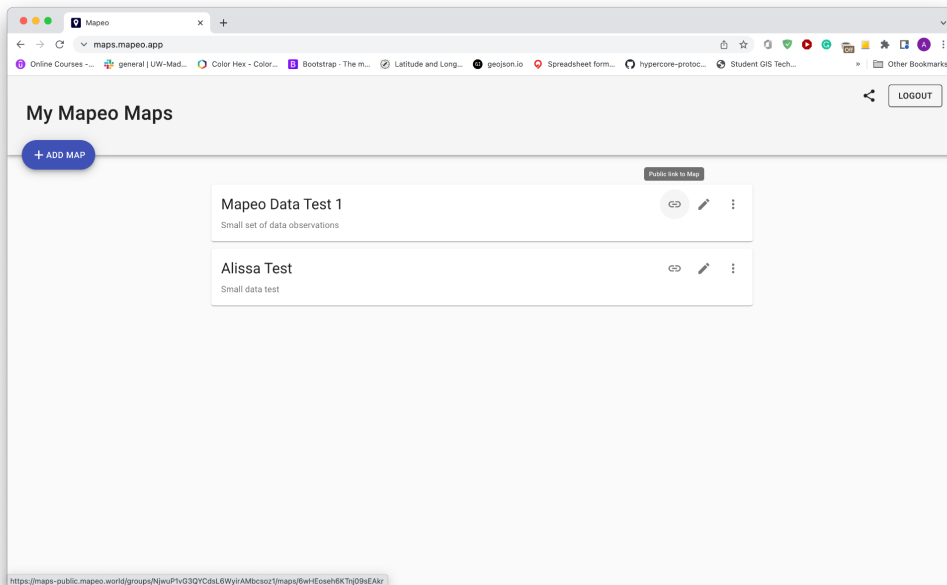 Mapeo
maps.mapeo.app
Online Courses -... general | UW-Mad... Color Hex - Color... Bootstrap · The m... Latitude and Long... geojson.io Spreadsheet form... hypercore-protoc... Student GIS Tech... » Other Bookmarks
LOGOUT
My Mapeo Maps
+ ADD MAP
Public link to Map
Mapeo Data Test 1
Small set of data observations
Alissa Test
Small data test
https://maps-public.mapeo.world/groups/NjwuP1vG3QYCdsL6WyirAMbcsoz1/maps/6wHEoseh6KTnj09sEAkr